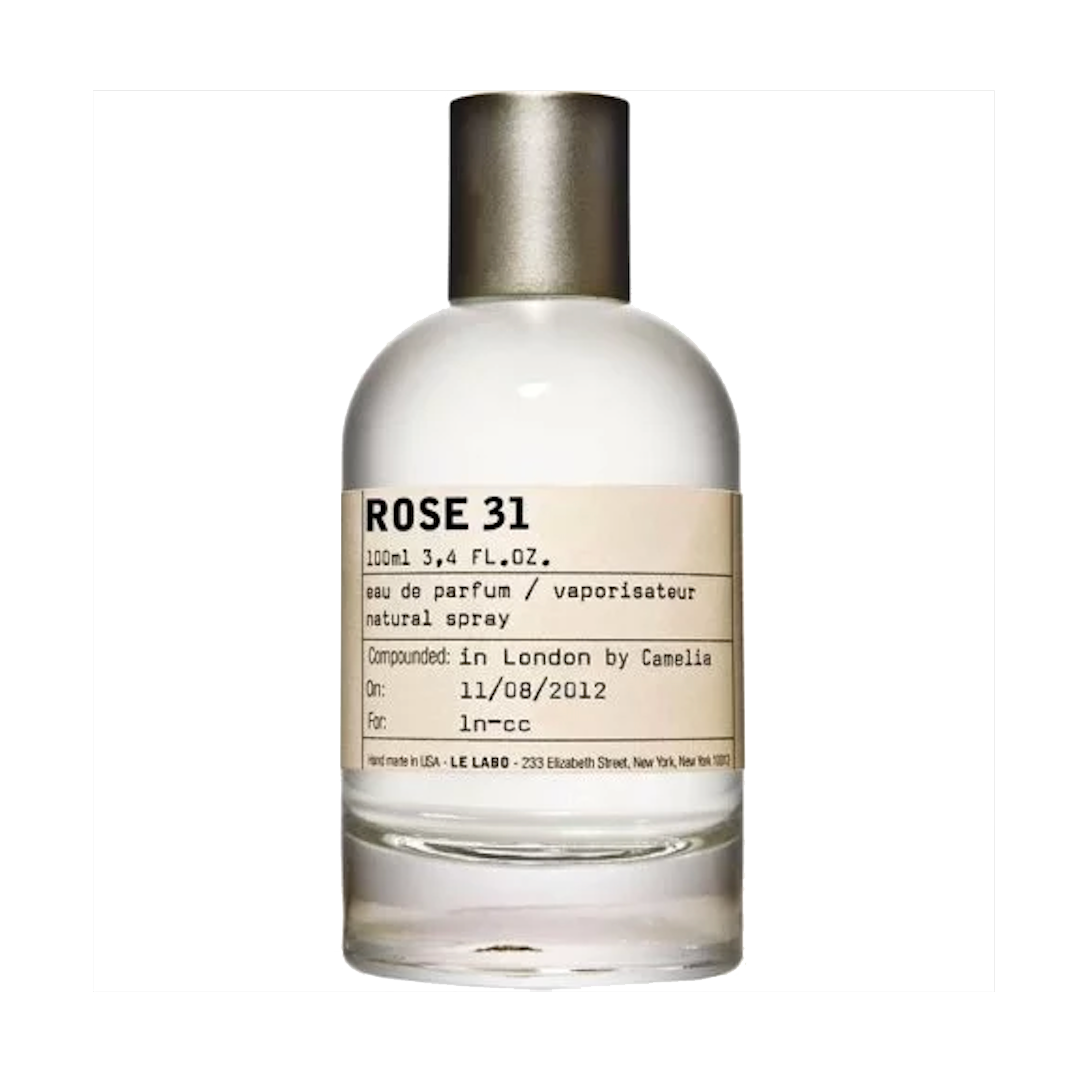 ROSE 31
100ml 3,4 FL.OZ.
eau de parfum / vaporisateur
natural spray
Compounded: in London by Camelia
On: 11/08/2012
For: ln-cc
Hand made in USA - LE LABO - 233 Elizabeth Street, New York, New York 10012